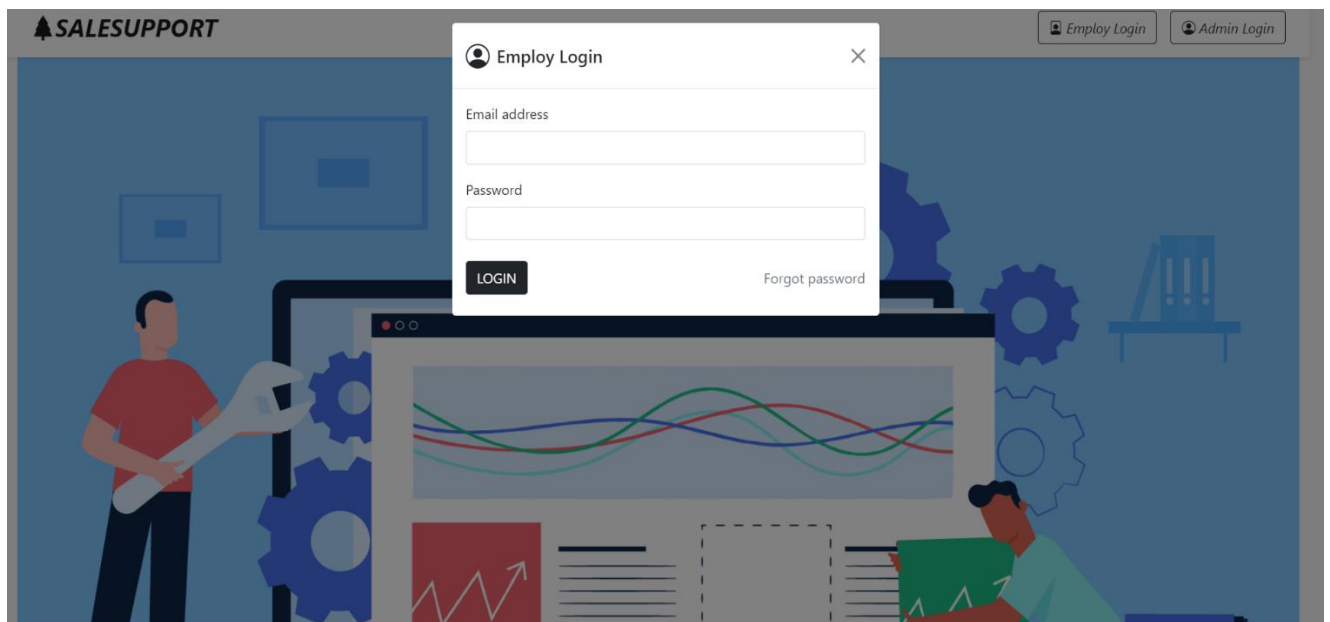 SALESUPPORT
Employ Login
Admin Login
Employ Login
Email address
Password
LOGIN
Forgot password